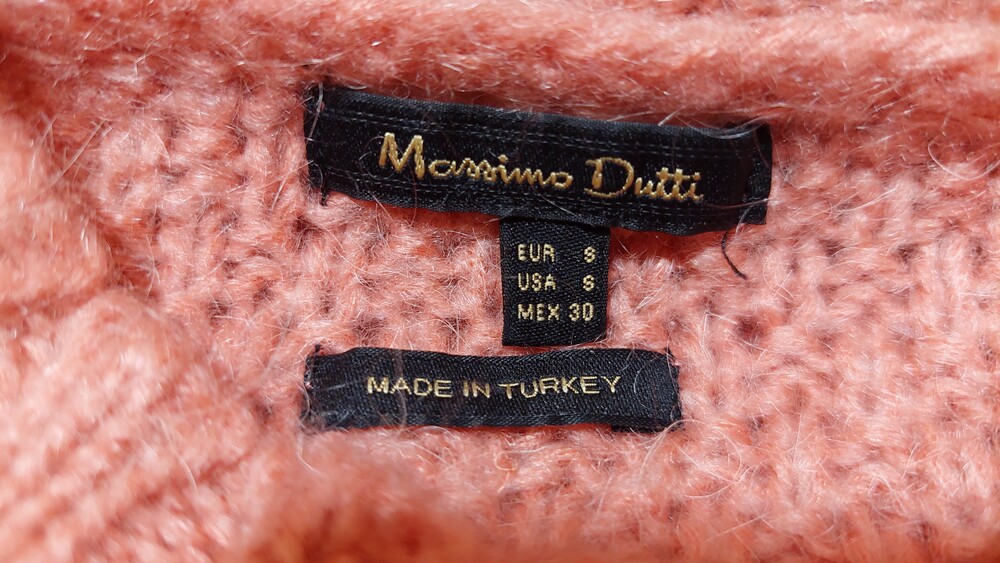 Massimo Dutti
EUR S
USA S
MEX 30
MADE IN TURKEY